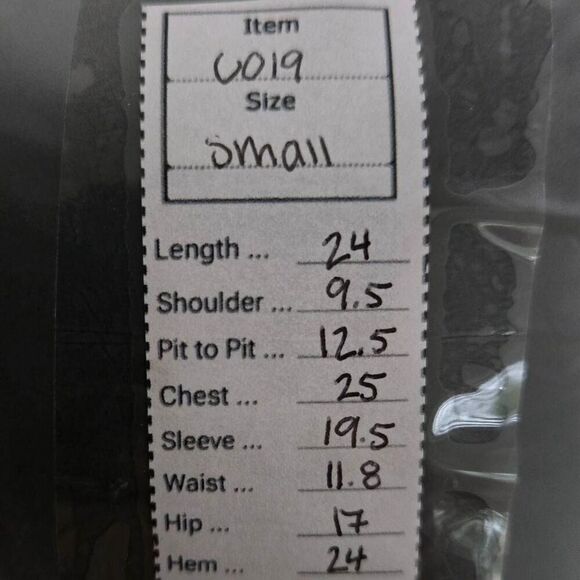 Item
U019
Size
Small
Length ... 24
Shoulder ... 9.5
Pit to Pit ... 12.5
Chest ... 25
Sleeve ... 19.5
Waist ... 11.8
Hip ... 17
Hem ... 24